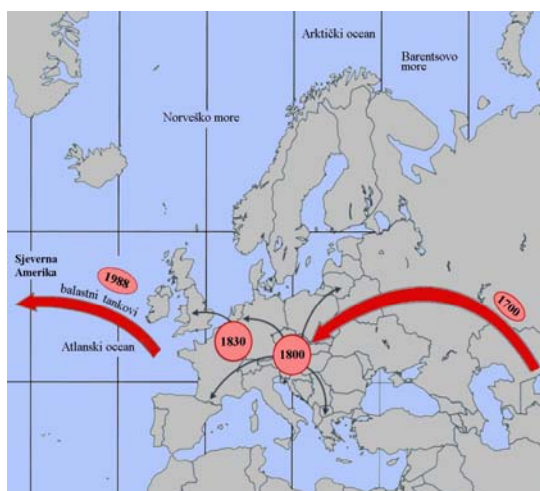 Arktički ocean
Barentsovo
more
Norveško more
Sjeverna
Amerika
1988
balastni tankovi
Atlanski ocean
1830
1800
1700